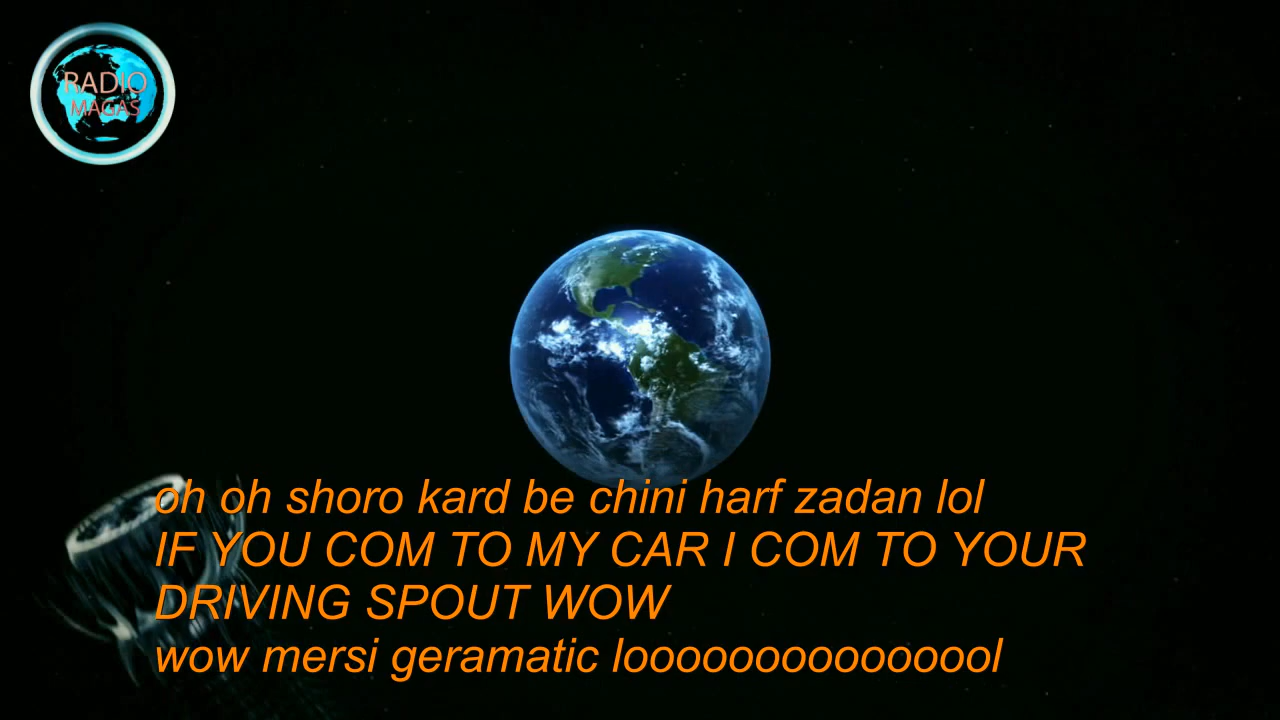 RADIO
MAGAS
oh oh shoro kard be chini harf zadan lol
IF YOU COM TO MY CAR I COM TO YOUR
DRIVING SPOUT WOW
wow mersi geramatic looooooooooooool